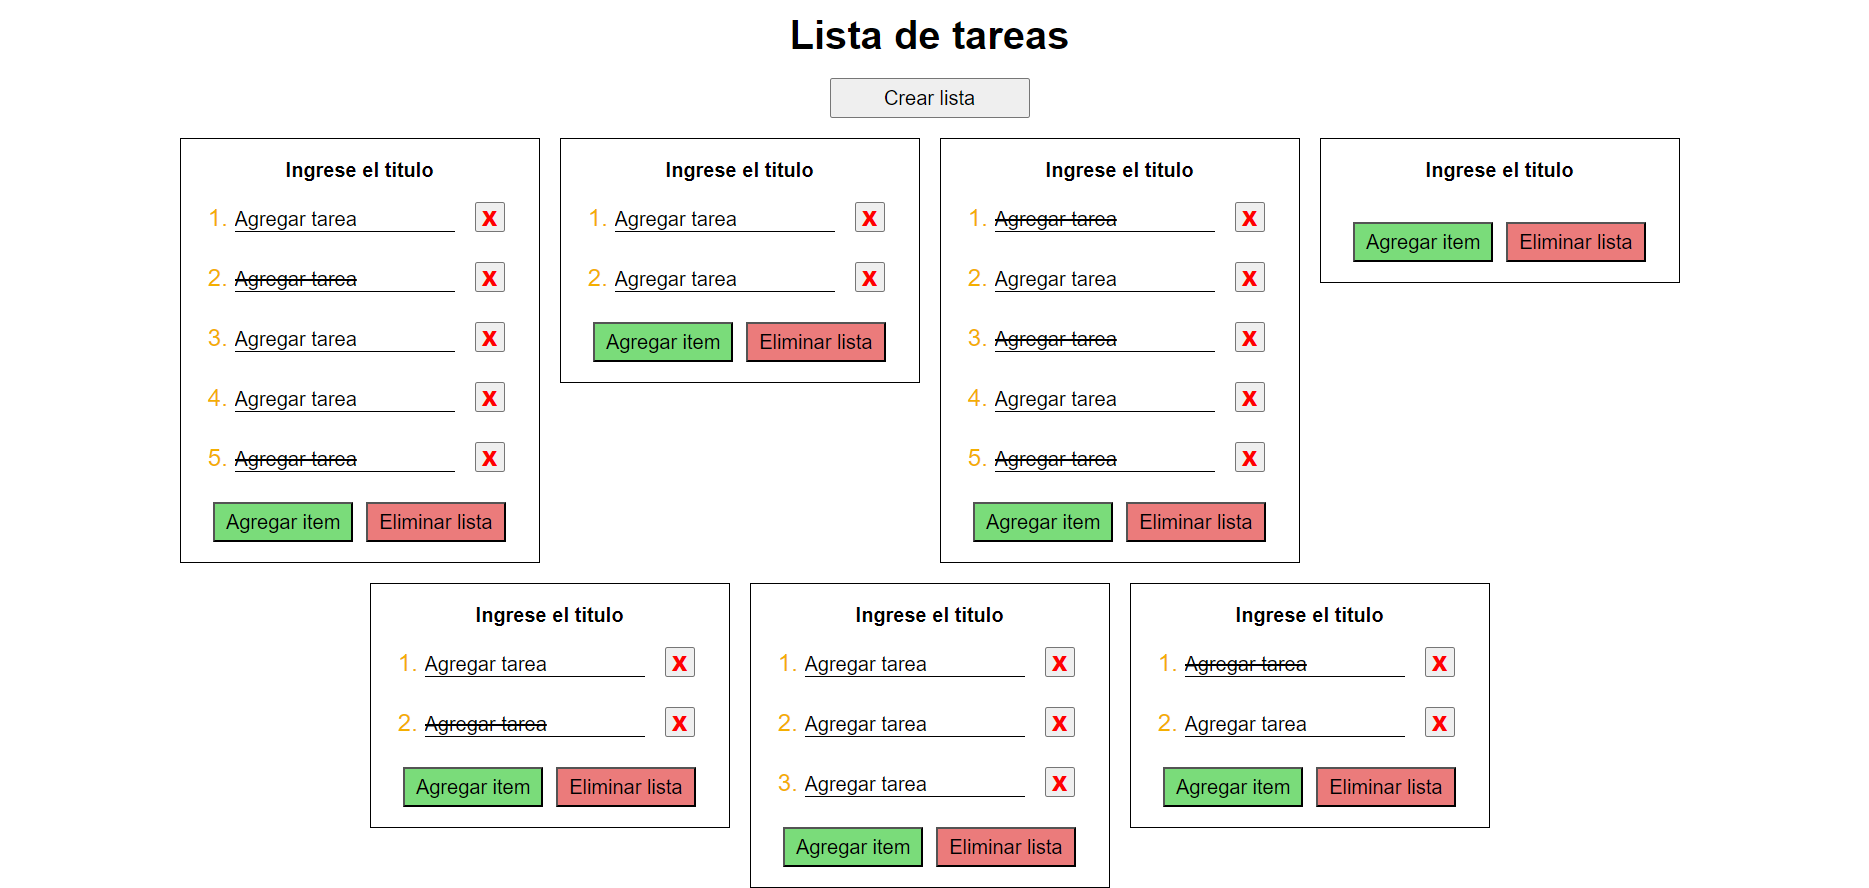 Lista de tareas
Crear lista
Ingrese el titulo
1. Agregar tarea X
2. Agregar tarea X
3. Agregar tarea X
4. Agregar tarea X
5. Agregar tarea X
Agregar item Eliminar lista
Ingrese el titulo
1. Agregar tarea X
2. Agregar tarea X
Agregar item Eliminar lista
Ingrese el titulo
1. Agregar tarea X
2. Agregar tarea X
3. Agregar tarea X
4. Agregar tarea X
5. Agregar tarea X
Agregar item Eliminar lista
Ingrese el titulo
Agregar item Eliminar lista
Ingrese el titulo
1. Agregar tarea X
2. Agregar tarea X
Agregar item Eliminar lista
Ingrese el titulo
1. Agregar tarea X
2. Agregar tarea X
3. Agregar tarea X
Agregar item Eliminar lista
Ingrese el titulo
1. Agregar tarea X
2. Agregar tarea X
Agregar item Eliminar lista